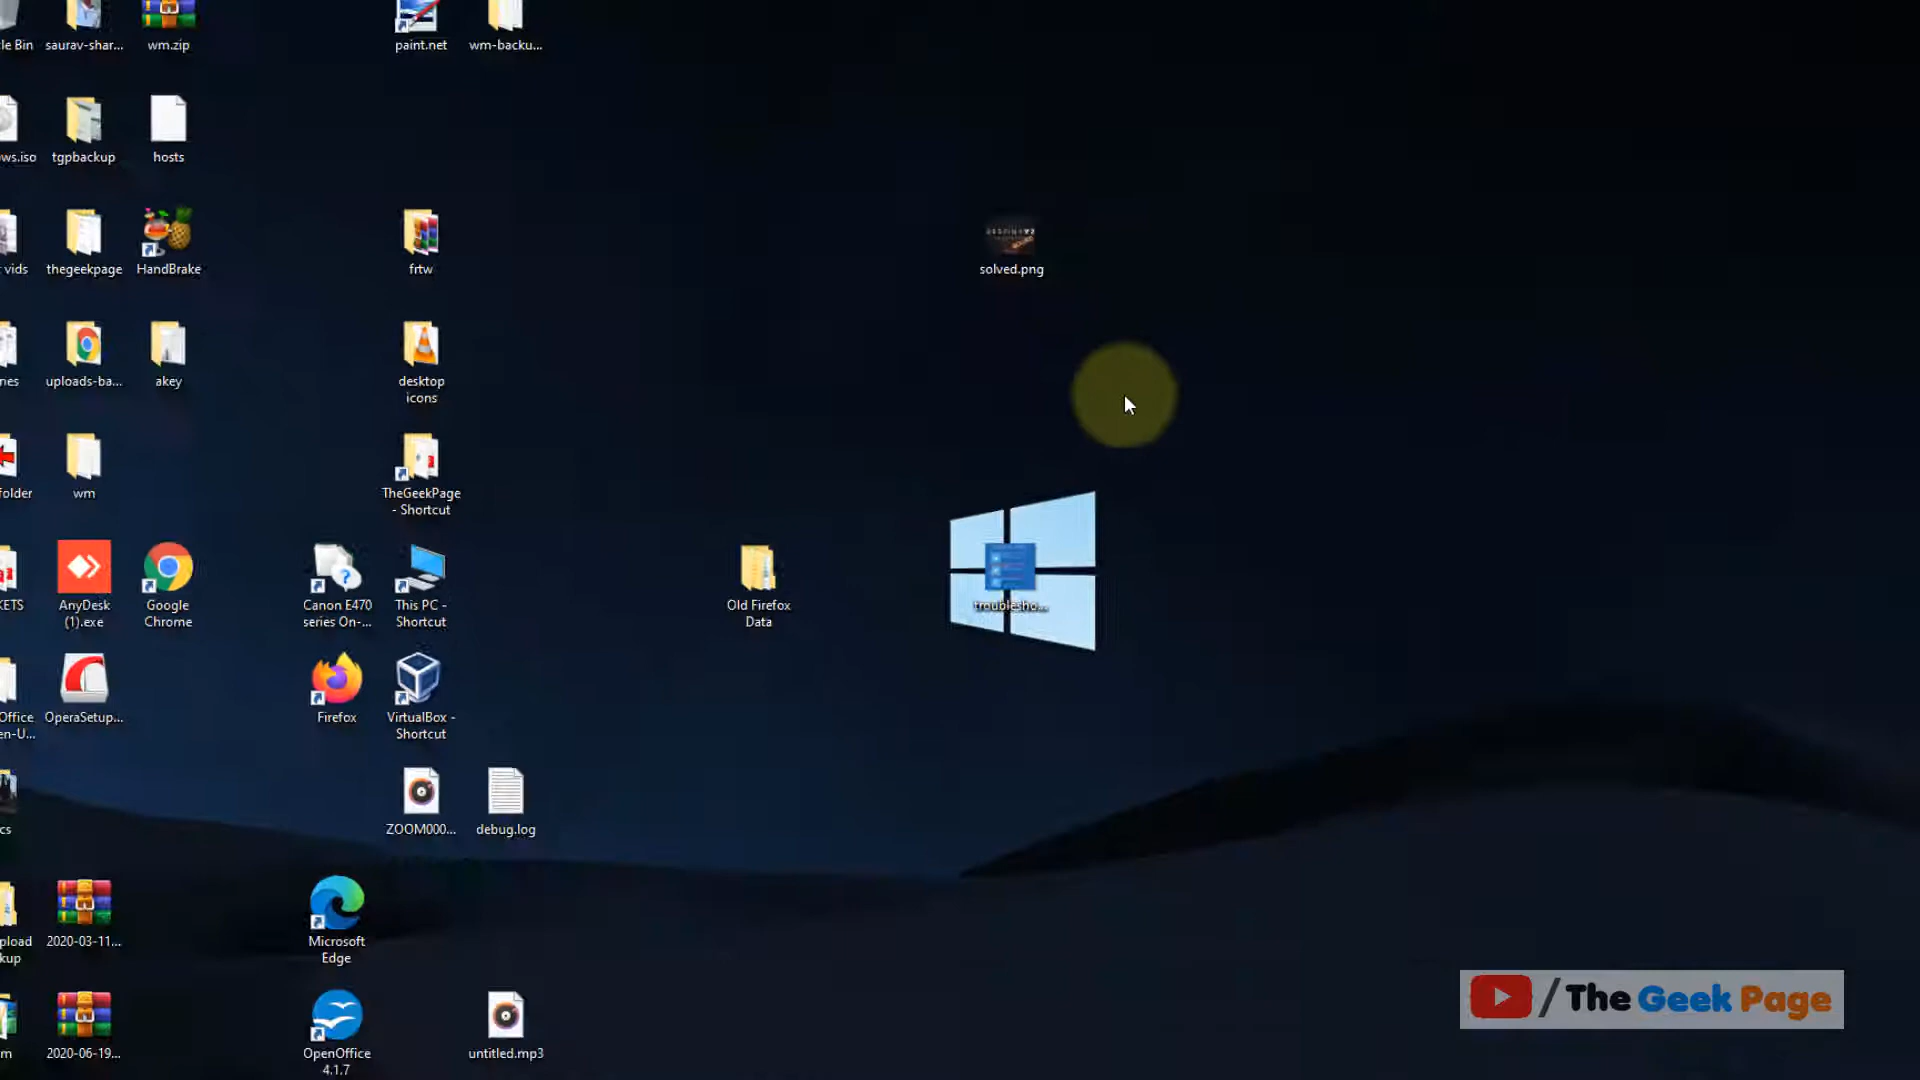 le Bin
saurav-shar...
wm.zip
paint.net
wm-backu...
ws.iso
tgpbackup
hosts
vids
thegeekpage
HandBrake
frtw
solved.png
nes
uploads-ba...
akey
desktop
icons
folder
wm
TheGeekPage
- Shortcut
KETS
AnyDesk
(1).exe
Google
Chrome
Canon E470
series On-...
This PC -
Shortcut
Old Firefox
Data
troublesho...
Office
en-U...
OperaSetup...
Firefox
VirtualBox -
Shortcut
cs
ZOOM000...
debug.log
pload
kup
2020-03-11...
Microsoft
Edge
m
2020-06-19...
OpenOffice
4.1.7
untitled.mp3
/The Geek Page